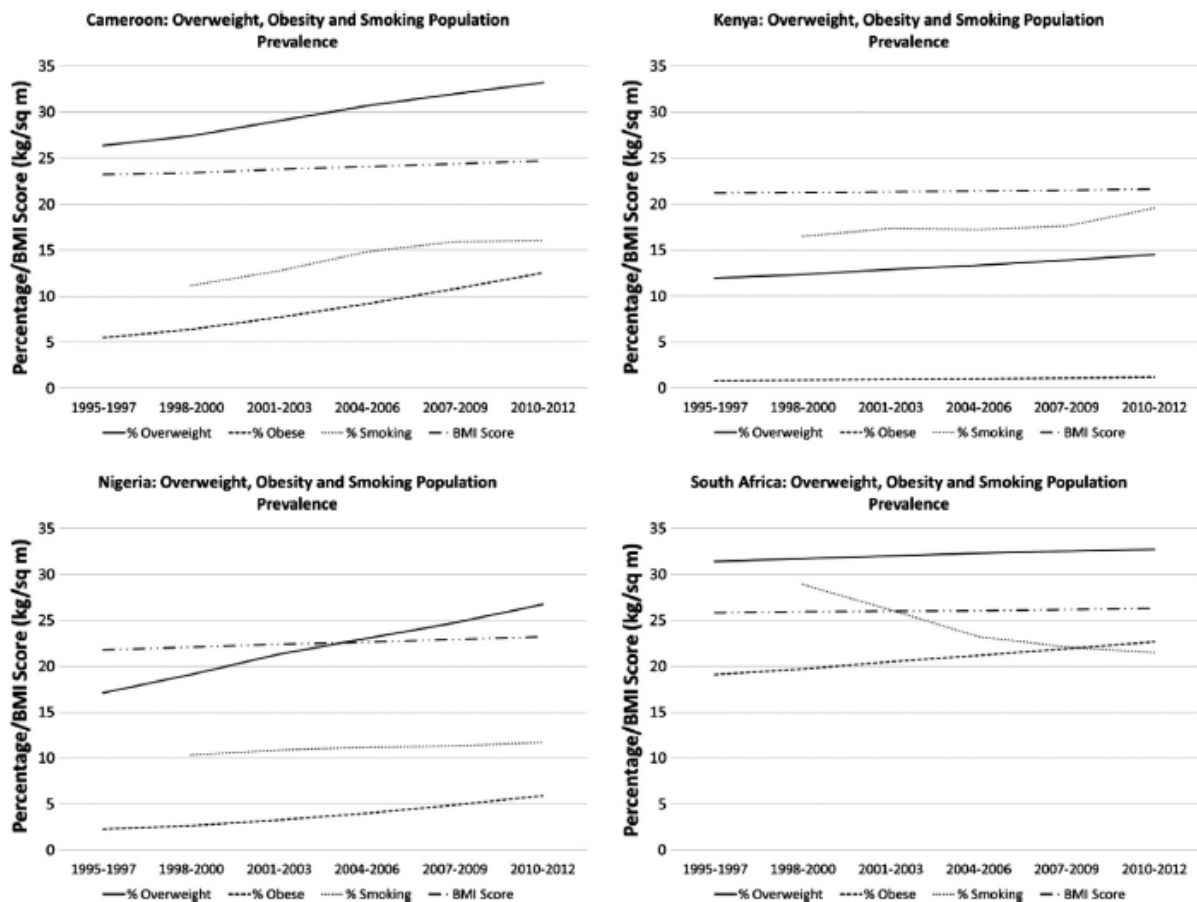 Cameroon: Overweight, Obesity and Smoking Population
Prevalence
Percentage/BMI Score (kg/sq m)
35
30
25
20
15
10
5
0
1995-1997 1998-2000 2001-2003 2004-2006 2007-2009 2010-2012
% Overweight % Obese % Smoking BMI Score
Kenya: Overweight, Obesity and Smoking Population
Prevalence
Percentage/BMI Score (kg/sq m)
35
30
25
20
15
10
5
0
1995-1997 1998-2000 2001-2003 2004-2006 2007-2009 2010-2012
% Overweight % Obese % Smoking BMI Score
Nigeria: Overweight, Obesity and Smoking Population
Prevalence
Percentage/BMI Score (kg/sq m)
35
30
25
20
15
10
5
0
1995-1997 1998-2000 2001-2003 2004-2006 2007-2009 2010-2012
% Overweight % Obese % Smoking BMI Score
South Africa: Overweight, Obesity and Smoking Population
Prevalence
Percentage/BMI Score (kg/sq m)
35
30
25
20
15
10
5
0
1995-1997 1998-2000 2001-2003 2004-2006 2007-2009 2010-2012
% Overweight % Obese % Smoking BMI Score